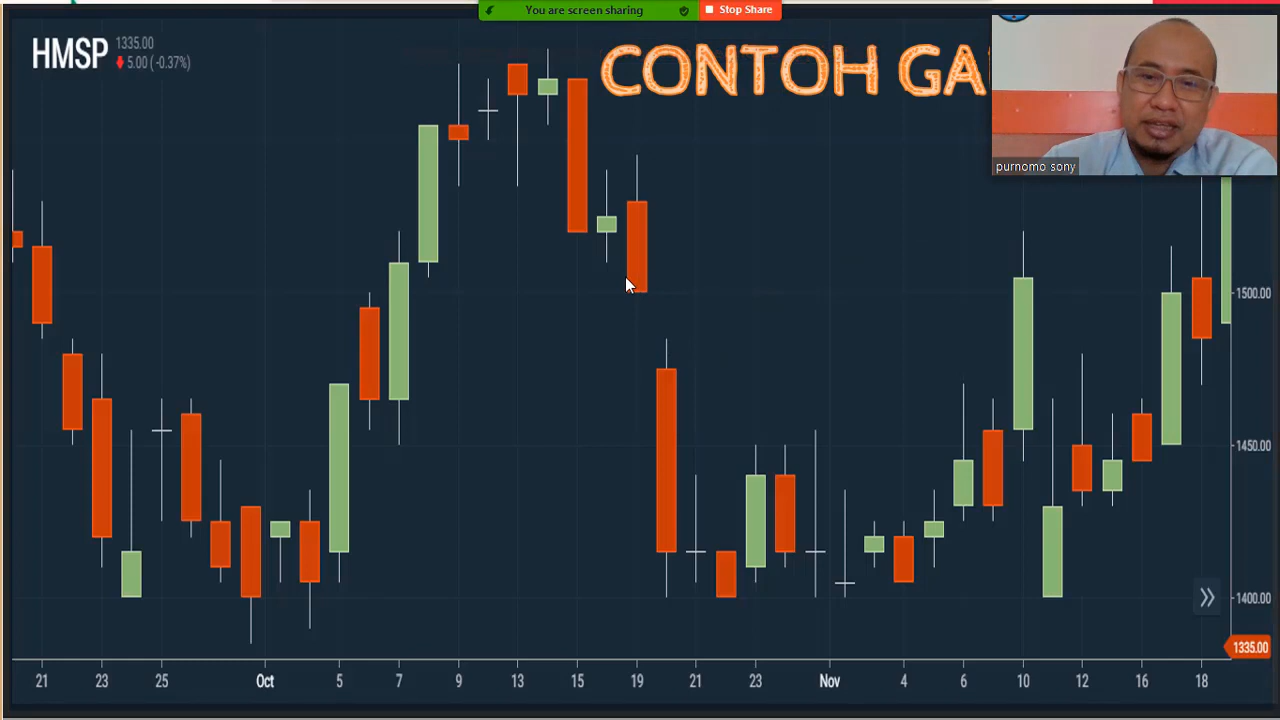 You are screen sharing
Stop Share
HMSP
1335.00
5.00 (-0.37%)
CONTOH GA
purnomo sony
1500.00
1450.00
1400.00
1335.00
21 23 25 Oct 5 7 9 13 15 19 21 23 Nov 4 6 10 12 16 18